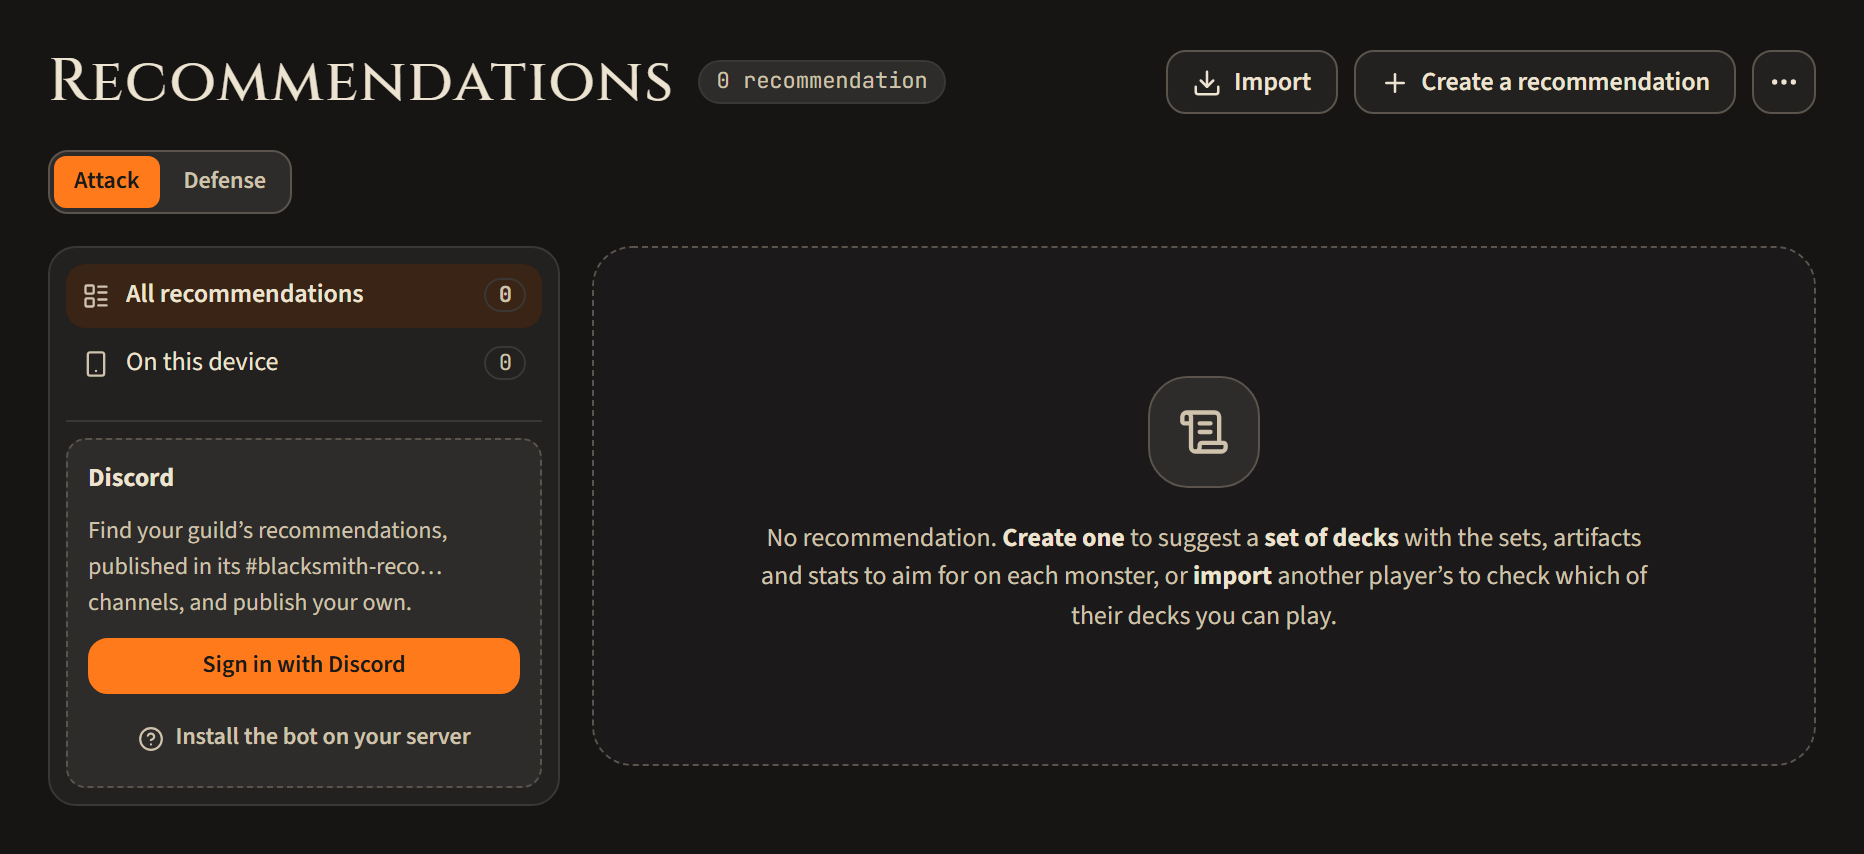 Recommendations
0 recommendation
Import
Create a recommendation
Attack
Defense
All recommendations
0
On this device
0
Discord
Find your guild’s recommendations,
published in its #blacksmith-reco…
channels, and publish your own.
Sign in with Discord
Install the bot on your server
No recommendation. Create one to suggest a set of decks with the sets, artifacts
and stats to aim for on each monster, or import another player’s to check which of
their decks you can play.